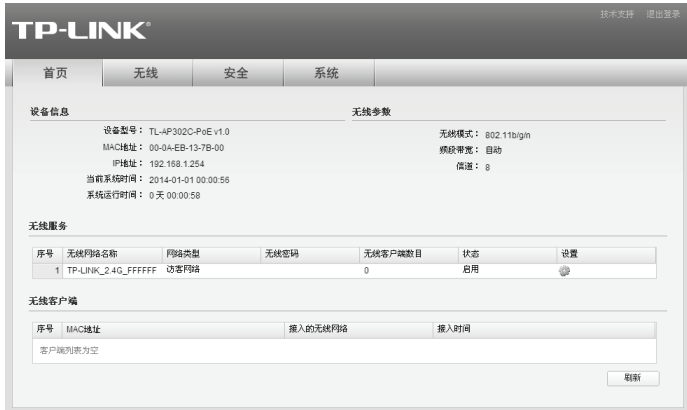 技术支持 退出登录
TP-LINK®
首页 无线 安全 系统
设备信息 无线参数
设备型号： TL-AP302C-PoE v1.0
MAC地址： 00-0A-EB-13-7B-00
IP地址： 192.168.1.254
当前系统时间： 2014-01-01 00:00:56
系统运行时间： 0 天 00:00:58
无线模式： 802.11b/g/n
频段带宽： 自动
信道： 8
无线服务
序号 无线网络名称 网络类型 无线密码 无线客户端数目 状态 设置
1 TP-LINK_2.4G_FFFFFF 访客网络 0 启用
无线客户端
序号 MAC地址 接入的无线网络 接入时间
客户端列表为空
刷新